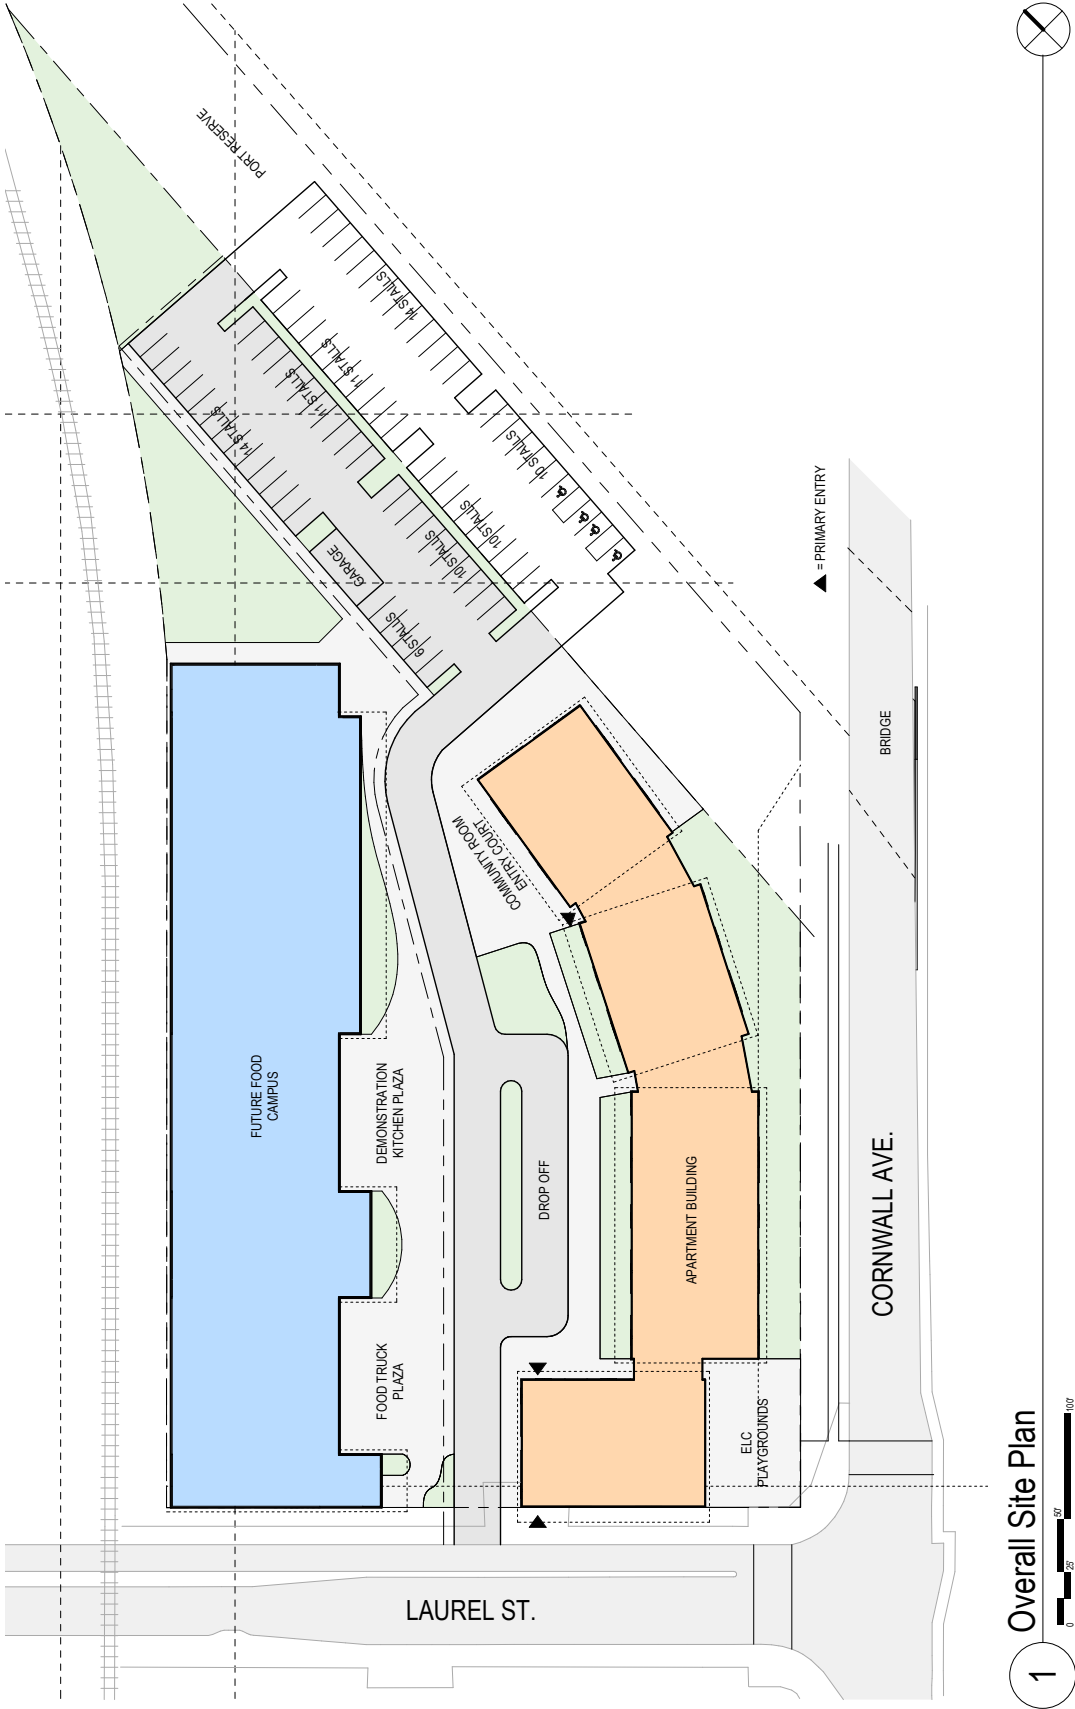 PORT RESERVE
14 STALLS
11 STALLS
11 STALLS
14 STALLS
10 STALLS
10 STALLS
10 STALLS
GARAGE
6 STALLS
= PRIMARY ENTRY
BRIDGE
COMMUNITY ROOM
ENTRY COURT
FUTURE FOOD
CAMPUS
DEMONSTRATION
KITCHEN PLAZA
DROP OFF
APARTMENT BUILDING
CORNWALL AVE.
FOOD TRUCK
PLAZA
ELC
PLAYGROUNDS
LAUREL ST.
1
Overall Site Plan
0
25'
50'
100'